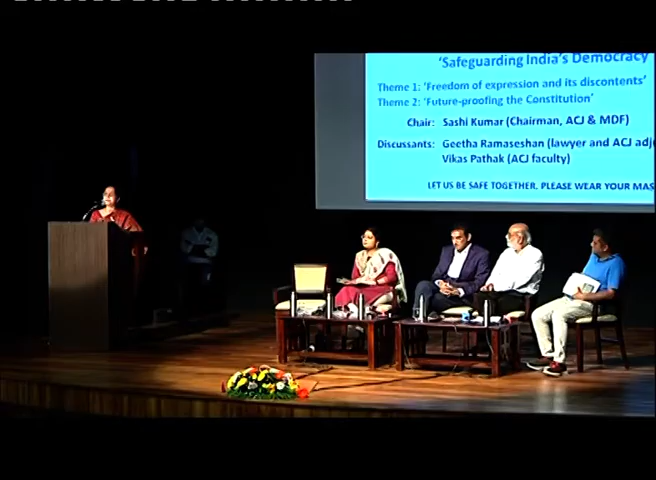 'Safeguarding India's Democracy
Theme 1: 'Freedom of expression and its discontents'
Theme 2: 'Future-proofing the Constitution'
Chair: Sashi Kumar (Chairman, ACJ & MDF)
Discussants: Geetha Ramaseshan (lawyer and ACJ
Vikas Pathak (ACJ faculty)
LET US BE SAFE TOGETHER. PLEASE WEAR YOUR